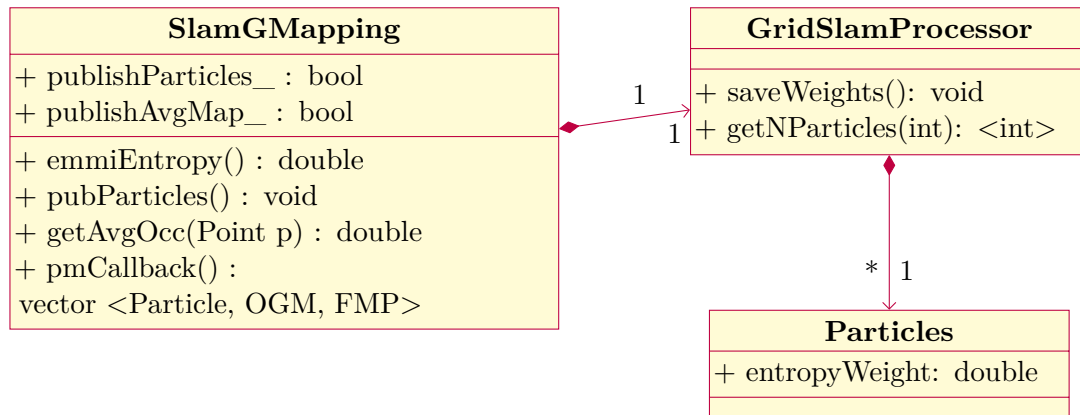 SlamGMapping
+ publishParticles_ : bool
+ publishAvgMap_ : bool
+ emmiEntropy() : double
+ pubParticles() : void
+ getAvgOcc(Point p) : double
+ pmCallback() :
vector <Particle, OGM, FMP>
1
1
GridSlamProcessor
+ saveWeights(): void
+ getNParticles(int): <int>
* 1
Particles
+ entropyWeight: double